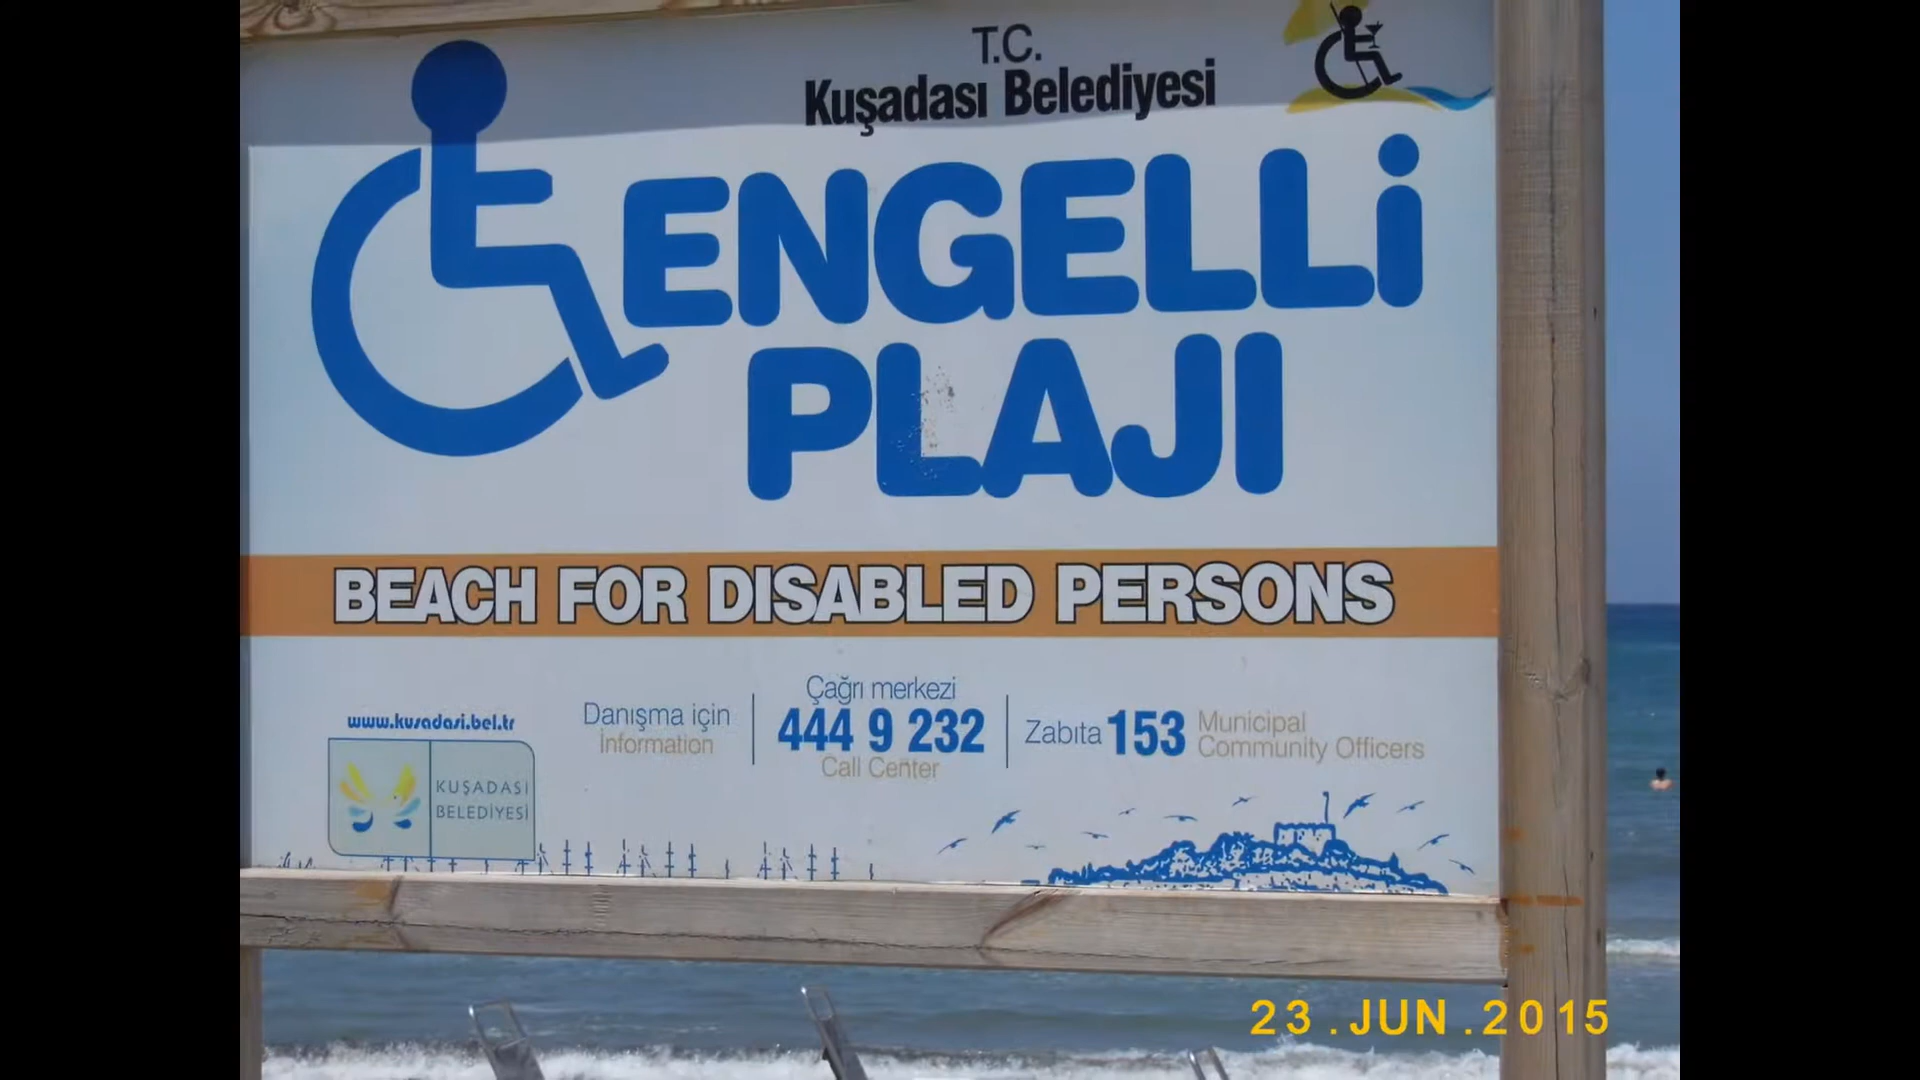 T.C.
Kuşadası Belediyesi
ENGELLİ
PLAJI
BEACH FOR DISABLED PERSONS
www.kusadasi.bel.tr
KUŞADASI
BELEDİYESİ
Danışma için
Information
Çağrı merkezi
444 9 232
Call Center
Zabıta 153 Municipal
Community Officers
23.JUN.2015